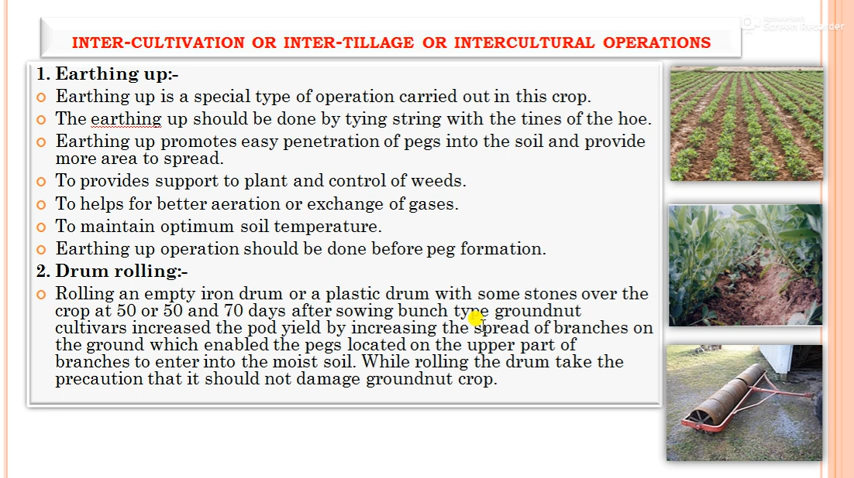 INTER-CULTIVATION OR INTER-TILLAGE OR INTERCULTURAL OPERATIONS
Screen Recorder
1. Earthing up:-
o Earthing up is a special type of operation carried out in this crop.
o The earthing up should be done by tying string with the tines of the hoe.
o Earthing up promotes easy penetration of pegs into the soil and provide
more area to spread.
o To provides support to plant and control of weeds.
o To helps for better aeration or exchange of gases.
o To maintain optimum soil temperature.
o Earthing up operation should be done before peg formation.
2. Drum rolling:-
o Rolling an empty iron drum or a plastic drum with some stones over the
crop at 50 or 50 and 70 days after sowing bunch type groundnut
cultivars increased the pod yield by increasing the spread of branches on
the ground which enabled the pegs located on the upper part of
branches to enter into the moist soil. While rolling the drum take the
precaution that it should not damage groundnut crop.